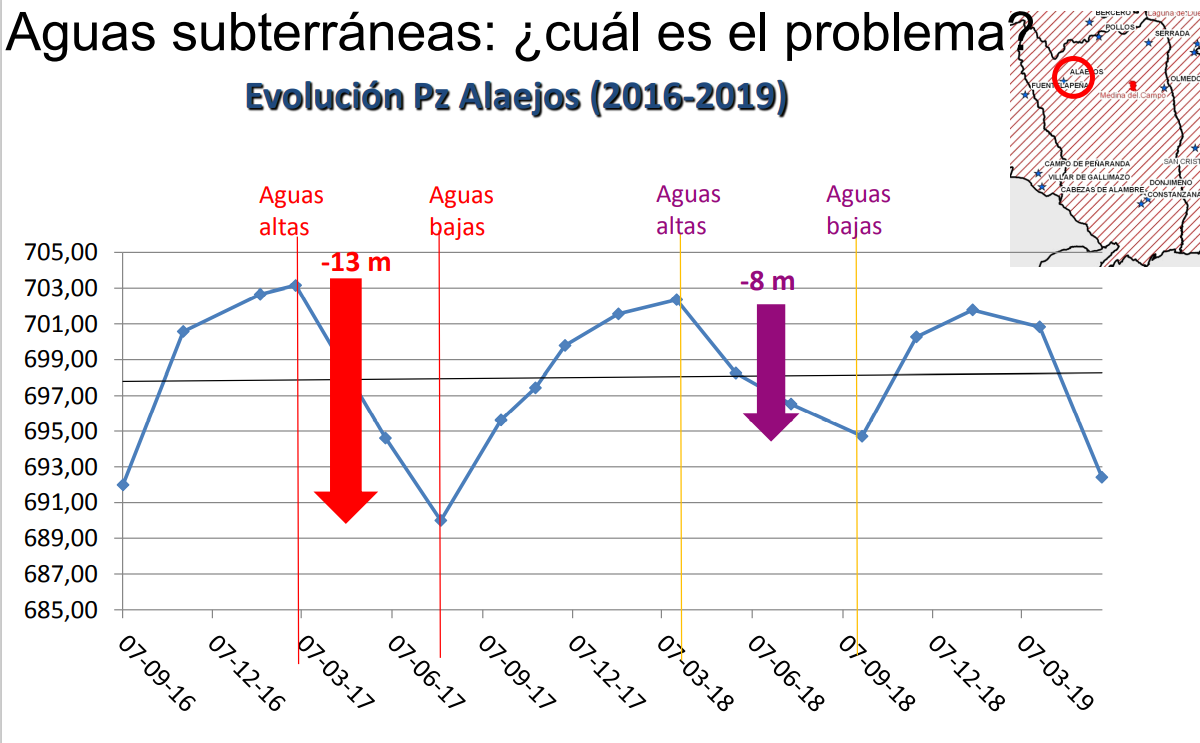 Aguas subterráneas: ¿cuál es el problema?
Evolución Pz Alaejos (2016-2019)
BERCERO
Laguna de Due
POLLOS
SERRADA
ALAEJOS
OLMEDO
FUENTELAPEÑA
Medina del Campo
CAMPO DE PEÑARANDA
SAN CRIST
VILLAR DE GALLIMAZO
DONJIMENO
CABEZAS DE ALAMBRE
CONSTANZANA
Aguas
altas
Aguas
bajas
Aguas
altas
Aguas
bajas
-13 m
-8 m
705,00
703,00
701,00
699,00
697,00
695,00
693,00
691,00
689,00
687,00
685,00
07-09-16
07-12-16
07-03-17
07-06-17
07-09-17
07-12-17
07-03-18
07-06-18
07-09-18
07-12-18
07-03-19